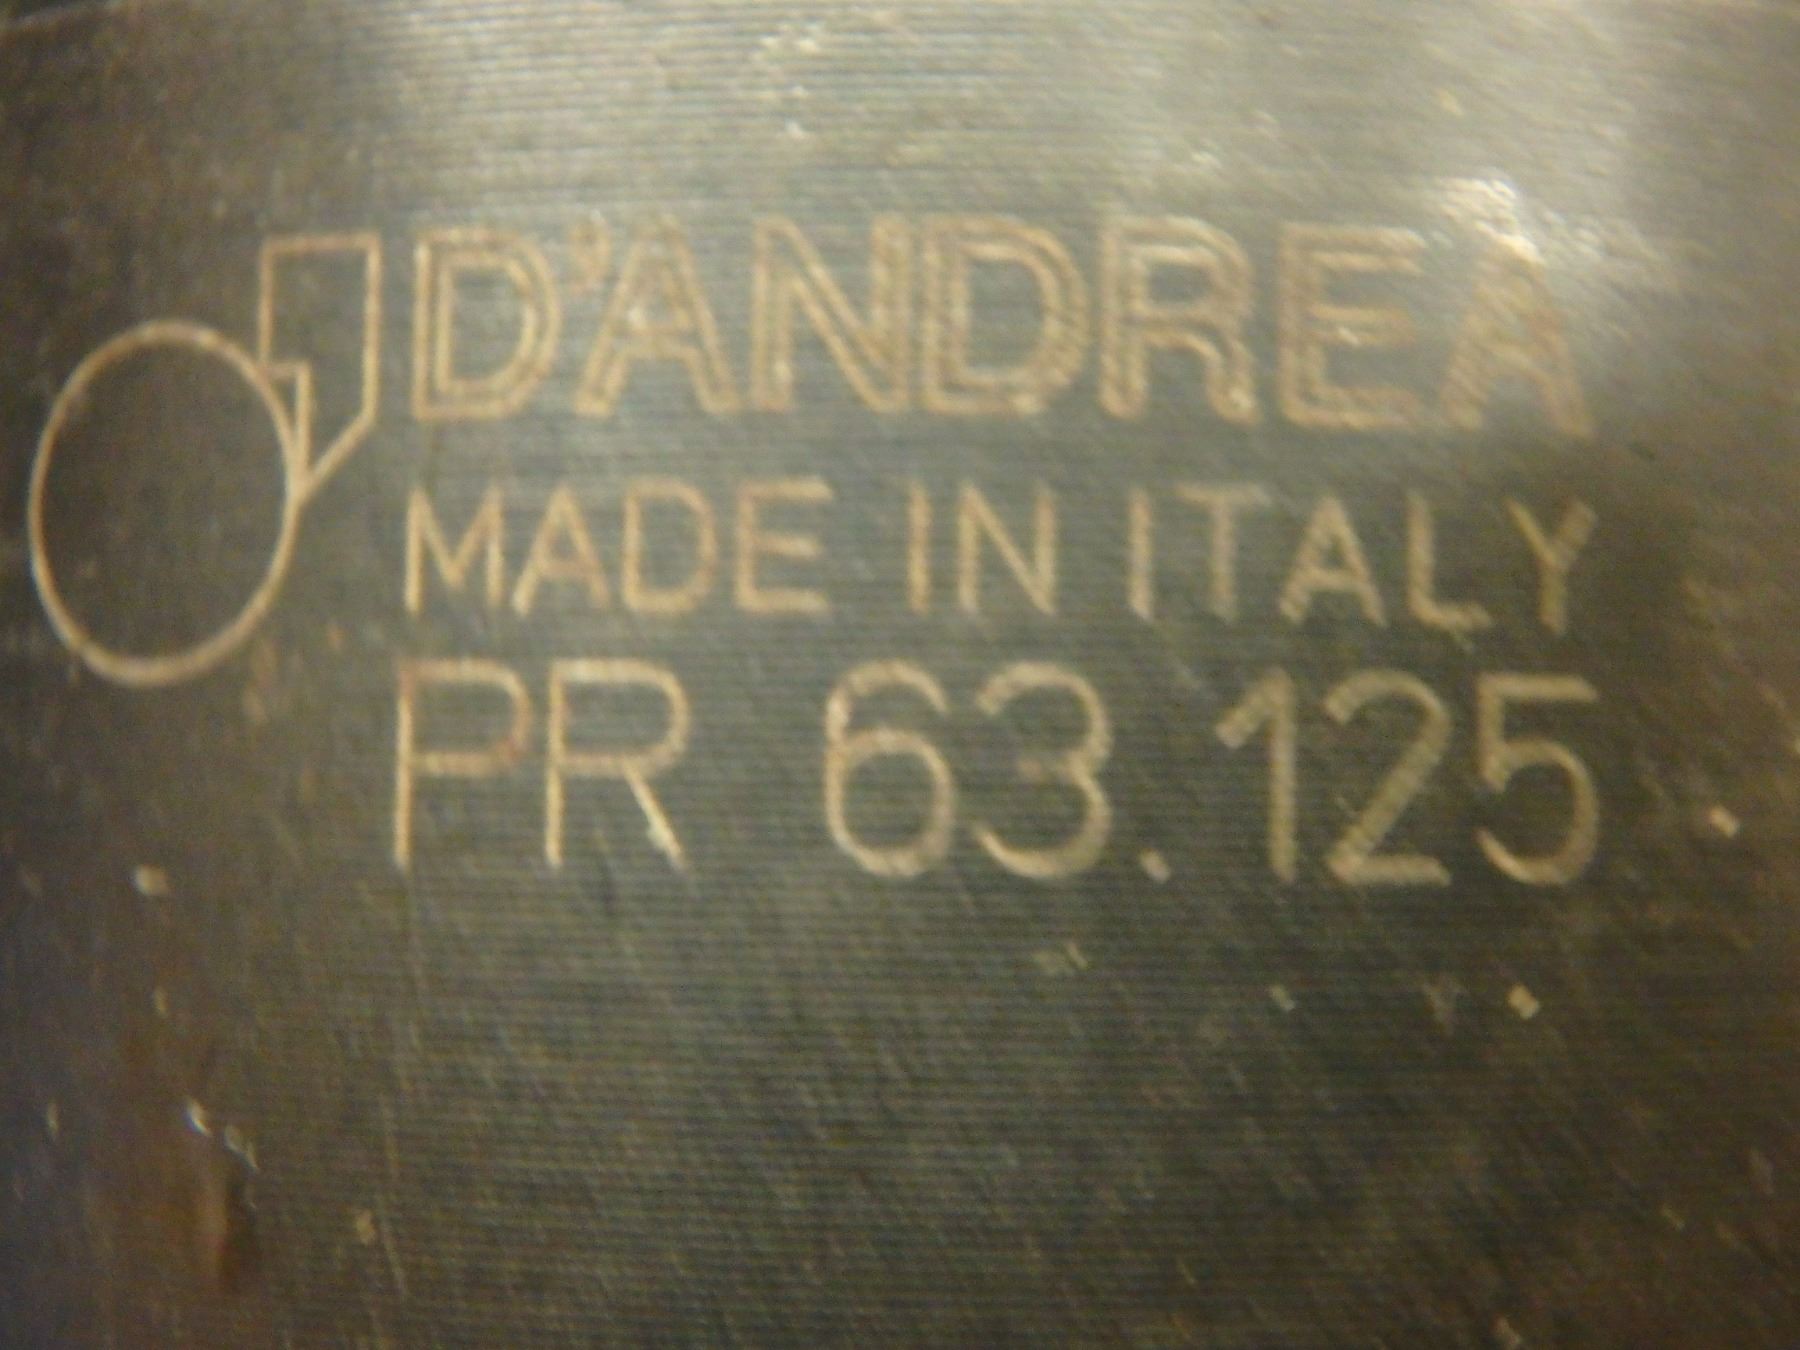 D'ANDREA
MADE IN ITALY
PR 63.125